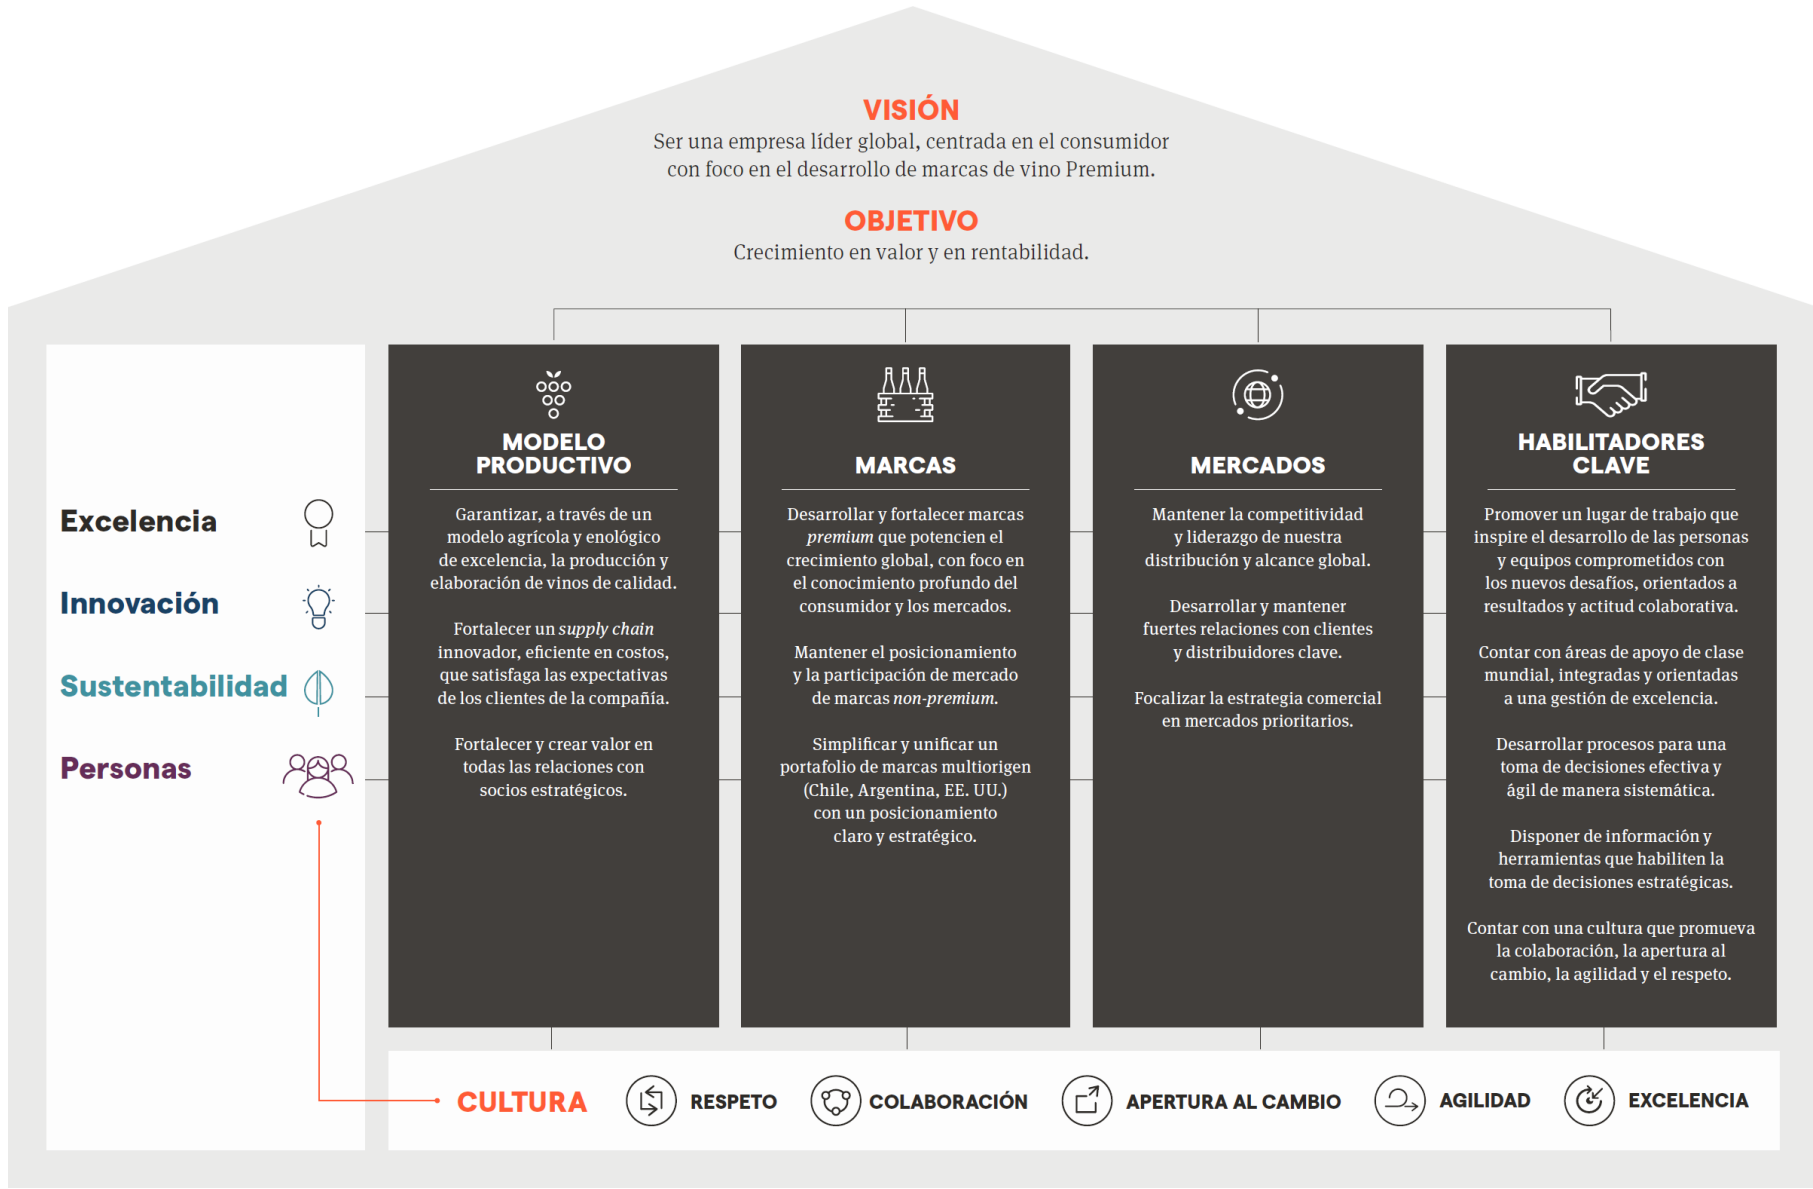 VISIÓN
Ser una empresa líder global, centrada en el consumidor
con foco en el desarrollo de marcas de vino Premium.
OBJETIVO
Crecimiento en valor y en rentabilidad.
Excelencia
Innovación
Sustentabilidad
Personas
MODELO
PRODUCTIVO
Garantizar, a través de un
modelo agrícola y enológico
de excelencia, la producción y
elaboración de vinos de calidad.
Fortalecer un supply chain
innovador, eficiente en costos,
que satisfaga las expectativas
de los clientes de la compañía.
Fortalecer y crear valor en
todas las relaciones con
socios estratégicos.
MARCAS
Desarrollar y fortalecer marcas
premium que potencien el
crecimiento global, con foco en
el conocimiento profundo del
consumidor y los mercados.
Mantener el posicionamiento
y la participación de mercado
de marcas non-premium.
Simplificar y unificar un
portafolio de marcas multiorigen
(Chile, Argentina, EE. UU.)
con un posicionamiento
claro y estratégico.
MERCADOS
Mantener la competitividad
y liderazgo de nuestra
distribución y alcance global.
Desarrollar y mantener
fuertes relaciones con clientes
y distribuidores clave.
Focalizar la estrategia comercial
en mercados prioritarios.
HABILITADORES
CLAVE
Promover un lugar de trabajo que
inspire el desarrollo de las personas
y equipos comprometidos con
los nuevos desafíos, orientados a
resultados y actitud colaborativa.
Contar con áreas de apoyo de clase
mundial, integradas y orientadas
a una gestión de excelencia.
Desarrollar procesos para una
toma de decisiones efectiva y
ágil de manera sistemática.
Disponer de información y
herramientas que habiliten la
toma de decisiones estratégicas.
Contar con una cultura que promueva
la colaboración, la apertura al
cambio, la agilidad y el respeto.
CULTURA
RESPETO
COLABORACIÓN
APERTURA AL CAMBIO
AGILIDAD
EXCELENCIA